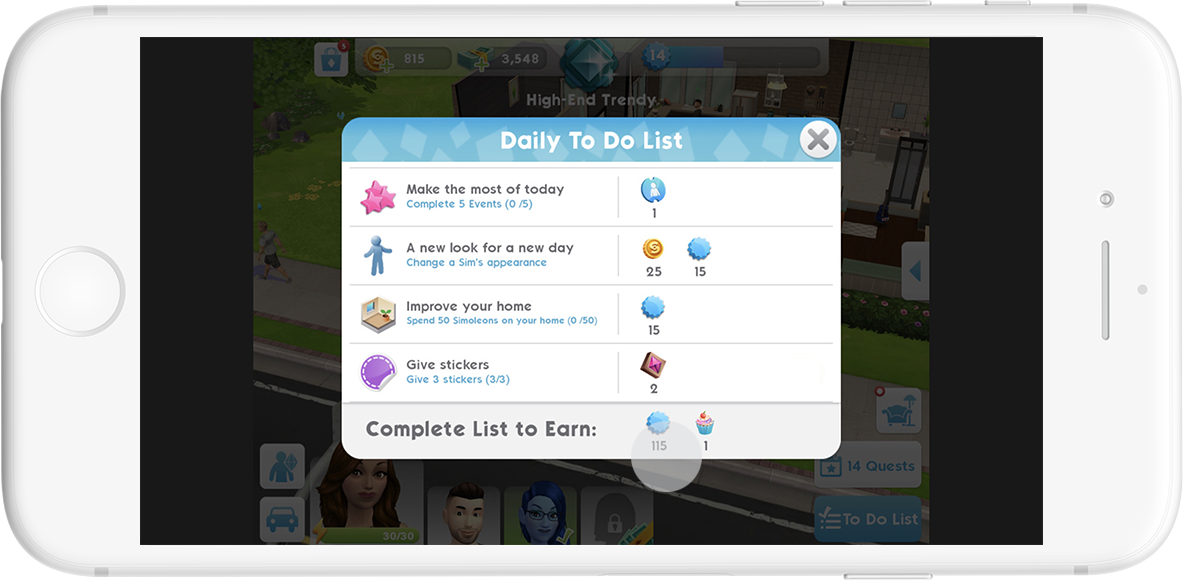 5
815
3,548
14
High-End Trendy
Daily To Do List
Make the most of today
Complete 5 Events (0 /5)
1
A new look for a new day
Change a Sim's appearance
25
15
Improve your home
Spend 50 Simoleons on your home (0 /50)
15
Give stickers
Give 3 stickers (3/3)
2
Complete List to Earn:
115
1
14 Quests
To Do List
30/30